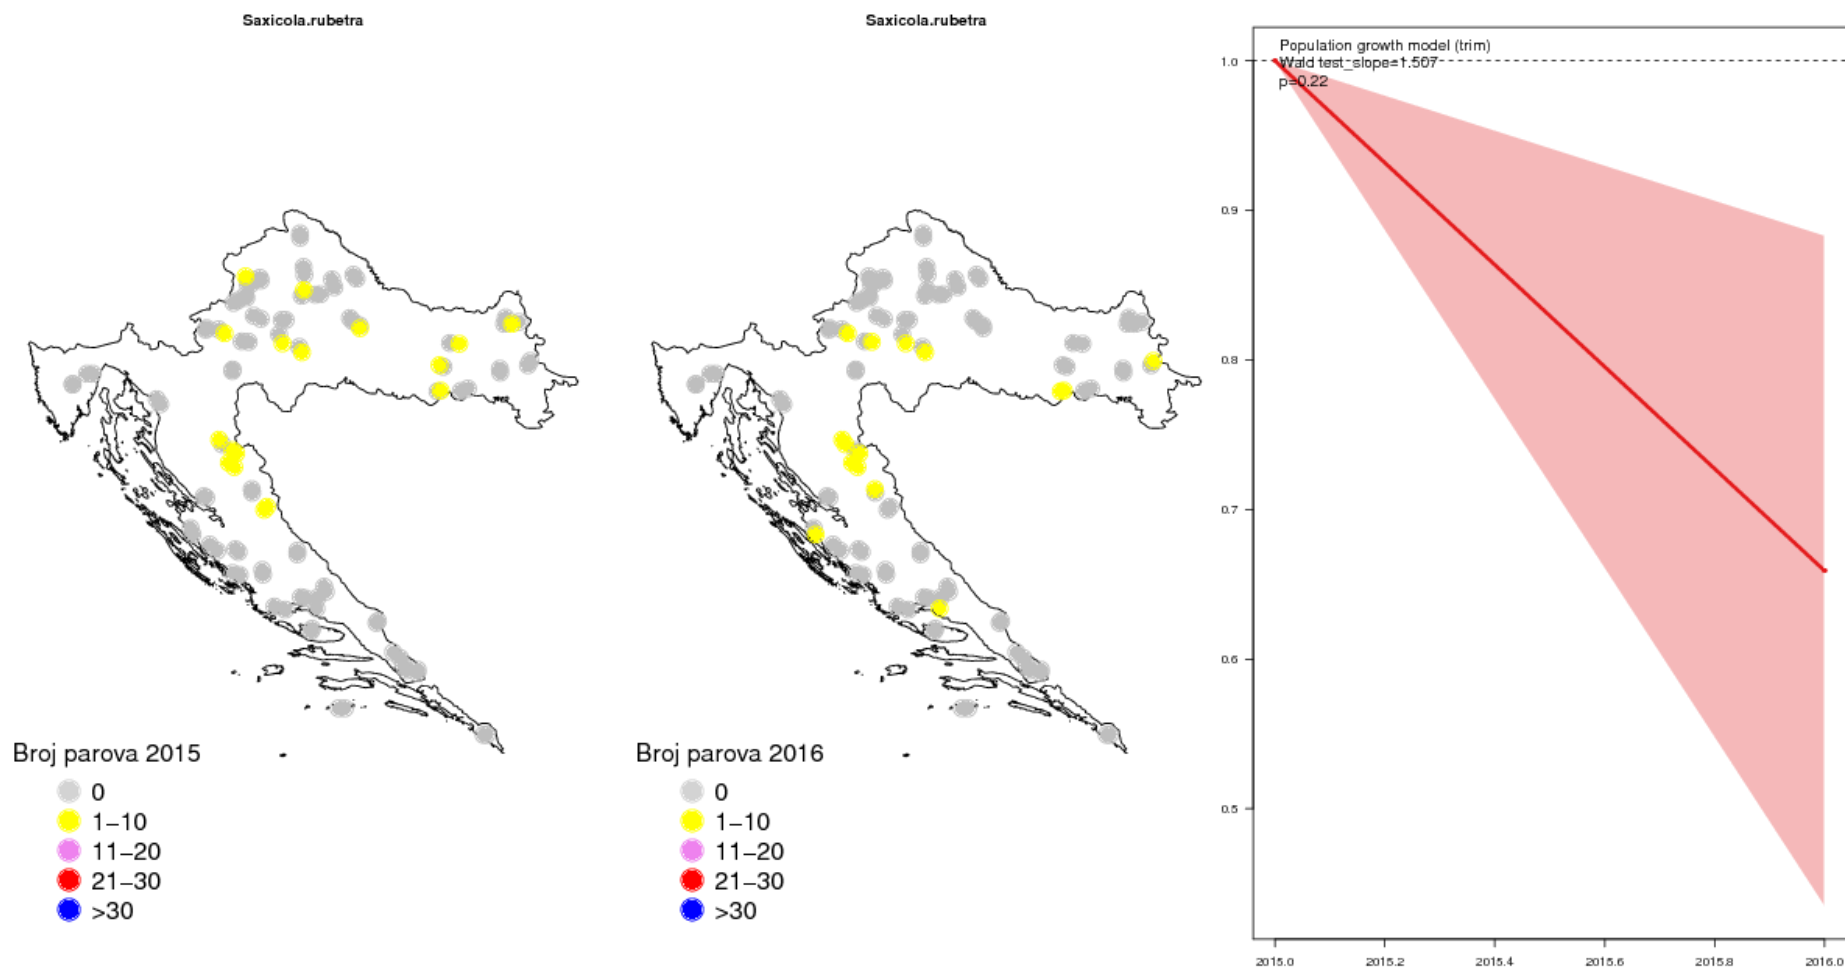 Saxicola.rubetra
Broj parova 2015
0
1–10
11–20
21–30
>30
Saxicola.rubetra
Broj parova 2016
0
1–10
11–20
21–30
>30
Population growth model (trim)
Wald test_slope=1.507
p=0.22
1.0
0.9
0.8
0.7
0.6
0.5
2015.0 2015.2 2015.4 2015.6 2015.8 2016.0